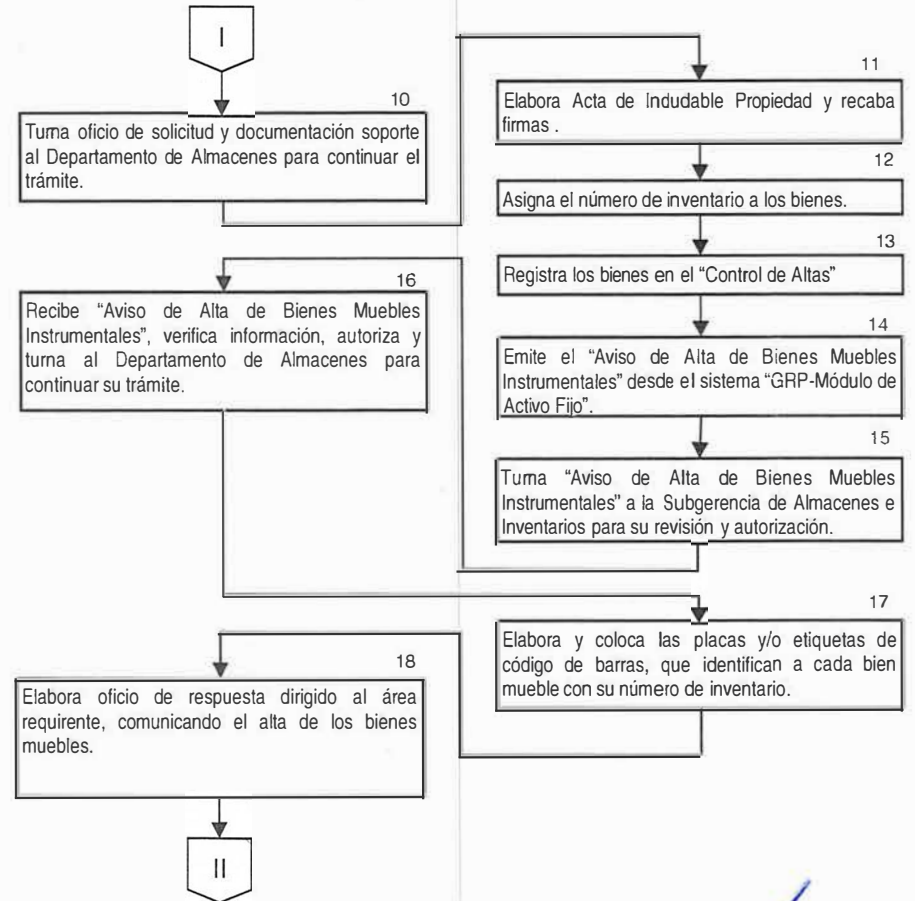 I
10
Turna oficio de solicitud y documentación soporte
al Departamento de Almacenes para continuar el
trámite.
11
Elabora Acta de Indudable Propiedad y recaba
firmas .
12
Asigna el número de inventario a los bienes.
13
Registra los bienes en el “Control de Altas”
14
Emite el “Aviso de Alta de Bienes Muebles
Instrumentales” desde el sistema “GRP-Módulo de
Activo Fijo”.
15
Turna “Aviso de Alta de Bienes Muebles
Instrumentales” a la Subgerencia de Almacenes e
Inventarios para su revisión y autorización.
16
Recibe “Aviso de Alta de Bienes Muebles
Instrumentales”, verifica información, autoriza y
turna al Departamento de Almacenes para
continuar su trámite.
17
Elabora y coloca las placas y/o etiquetas de
código de barras, que identifican a cada bien
mueble con su número de inventario.
18
Elabora oficio de respuesta dirigido al área
requirente, comunicando el alta de los bienes
muebles.
II